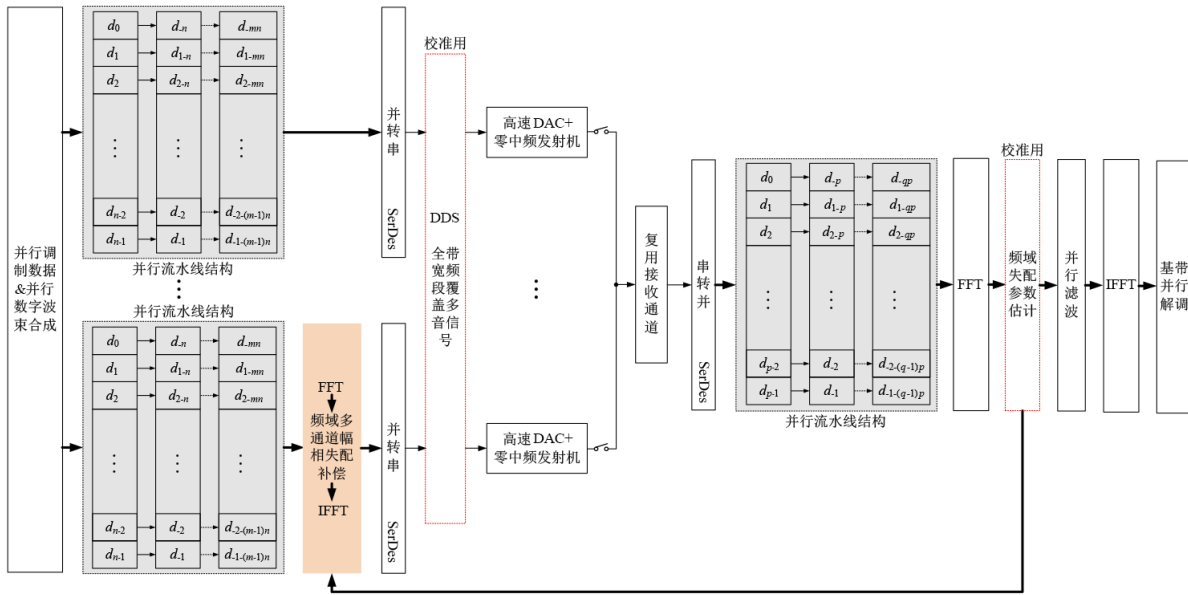 并行调
制数据
&并行
数字波
束合成
d0 d-n d-mn
d1 d1-n d1-mn
d2 d2-n d2-mn
⋮ ⋮ ⋮
dn-2 d-2 d-2-(m-1)n
dn-1 d-1 d-1-(m-1)n
并行流水线结构
⋮
并行流水线结构
d0 d-n d-mn
d1 d1-n d1-mn
d2 d2-n d2-mn
⋮ ⋮ ⋮
dn-2 d-2 d-2-(m-1)n
dn-1 d-1 d-1-(m-1)n
FFT
频域多
通道幅
相失配
补偿
IFFT
并
转
串
SerDes
并
转
串
SerDes
校准用
DDS
全带
宽频
段覆
盖多
音信
号
高速DAC+
零中频发射机
⋮
高速DAC+
零中频发射机
复
用
接
收
通
道
串
转
并
SerDes
d0 d-p d-qp
d1 d1-p d1-qp
d2 d2-p d2-qp
⋮ ⋮ ⋮
dp-2 d-2 d-2-(q-1)p
dp-1 d-1 d-1-(q-1)p
并行流水线结构
FFT
校准用
频域
失配
参数
估计
并
行
滤
波
IFFT
基带
并行
解调